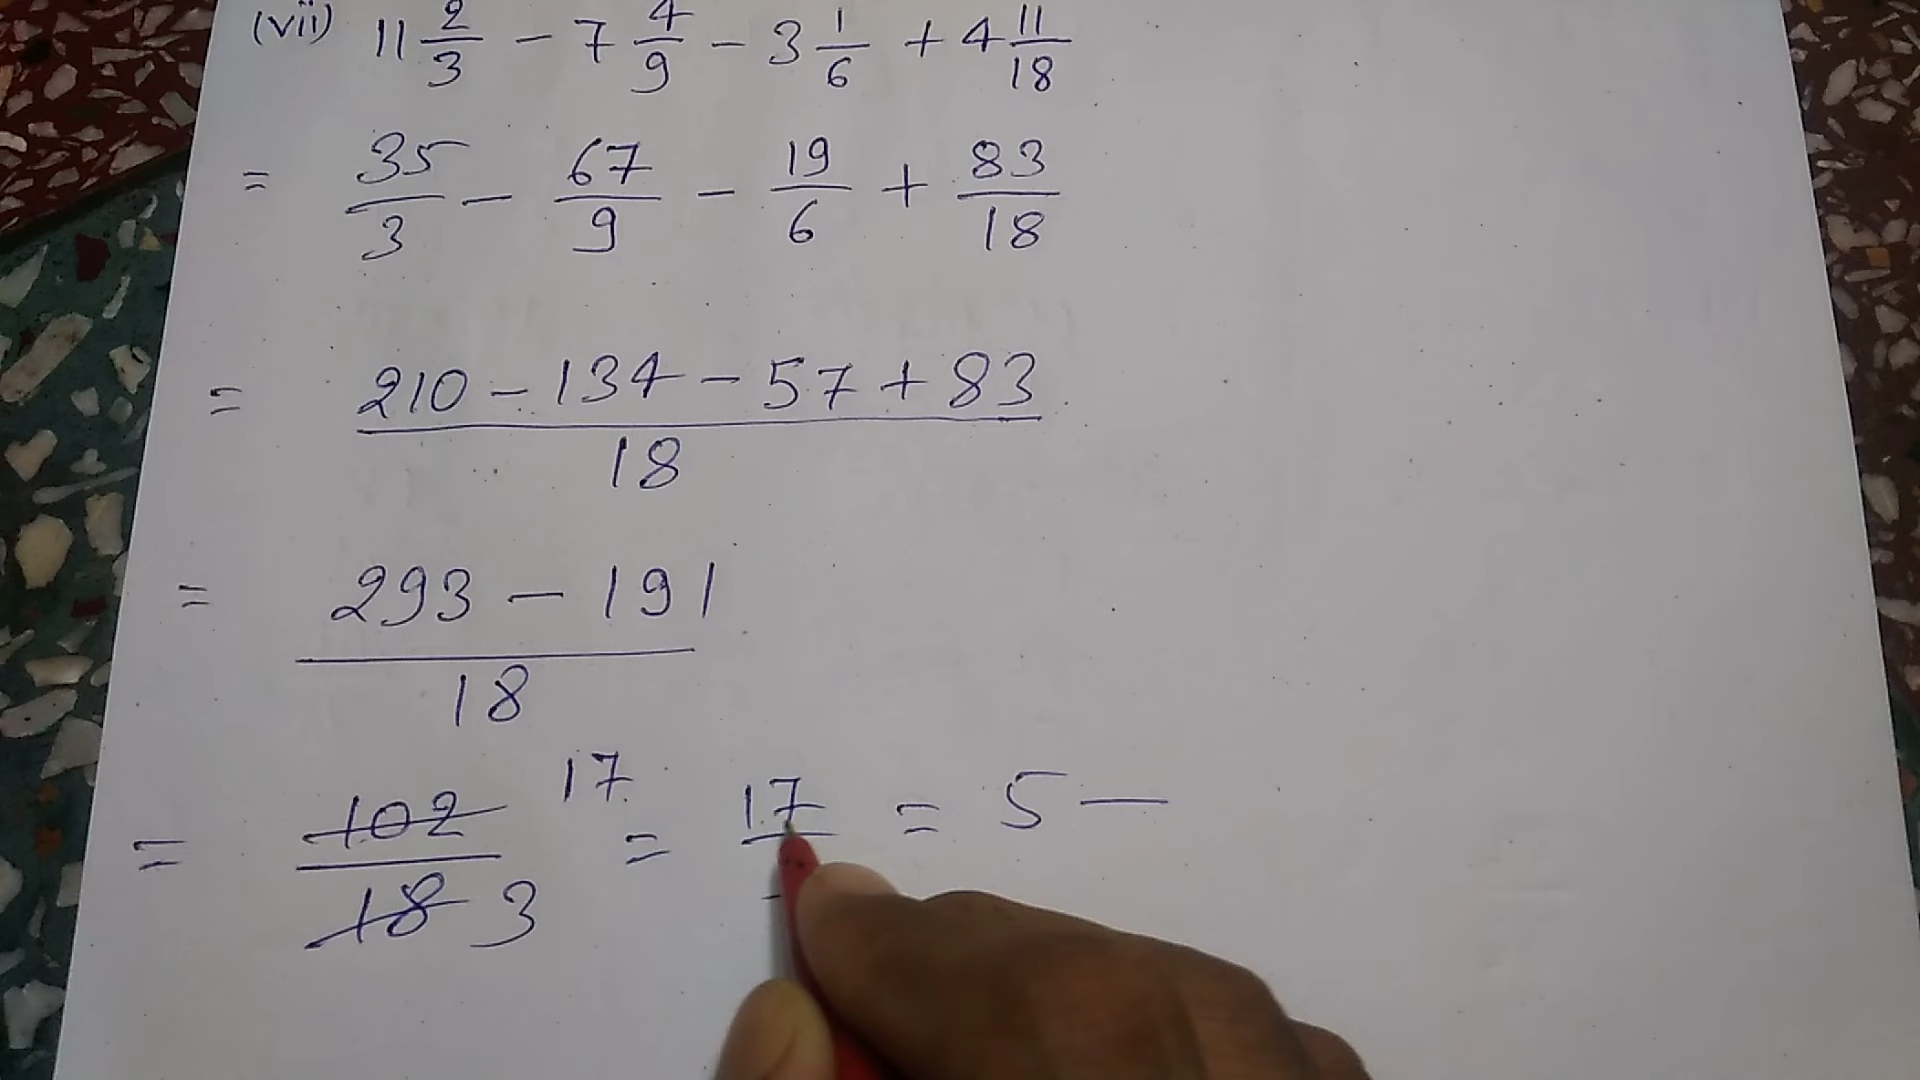 (vii) 11 2/3 - 7 4/9 - 3 1/6 + 4 11/18
= 35/3 - 67/9 - 19/6 + 83/18
= 210 - 134 - 57 + 83 / 18
= 293 - 191 / 18
= 102/18 17 3 = 17/ = 5 —